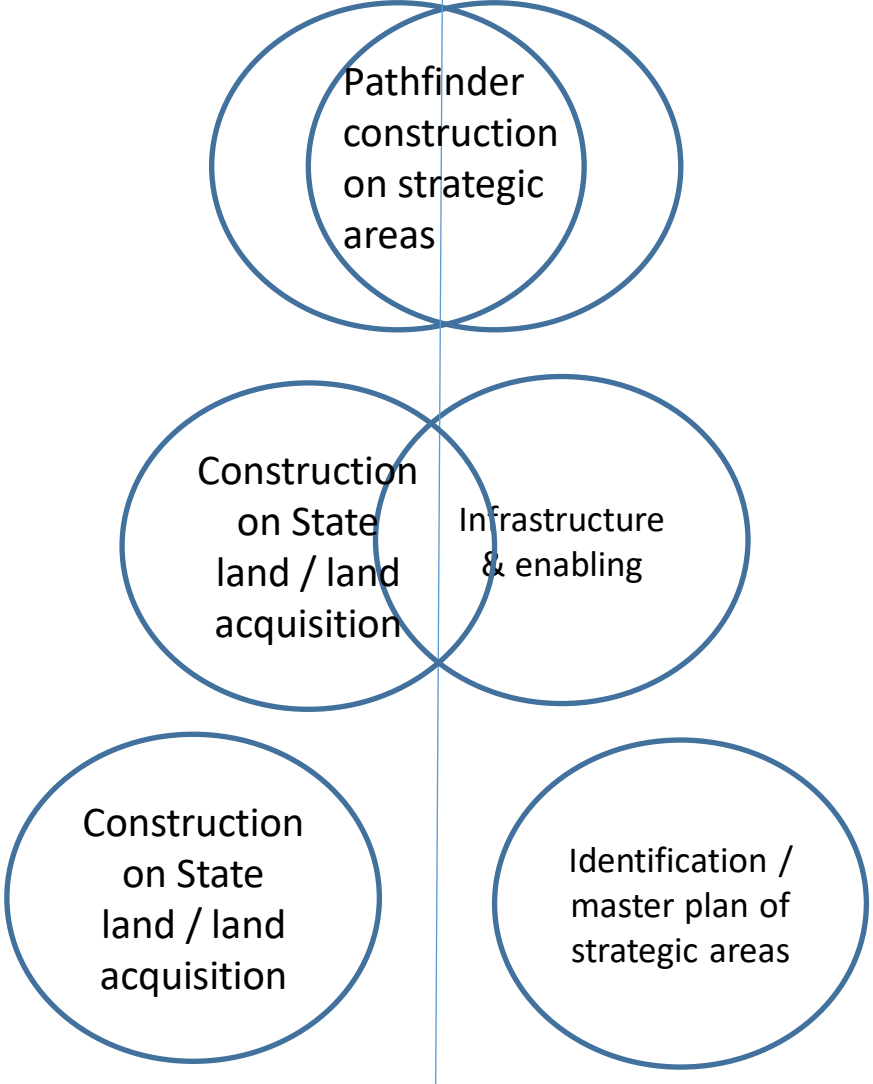 Pathfinder
construction
on strategic
areas
Construction
on State
land / land
acquisition
Infrastructure
& enabling
Construction
on State
land / land
acquisition
Identification /
master plan of
strategic areas